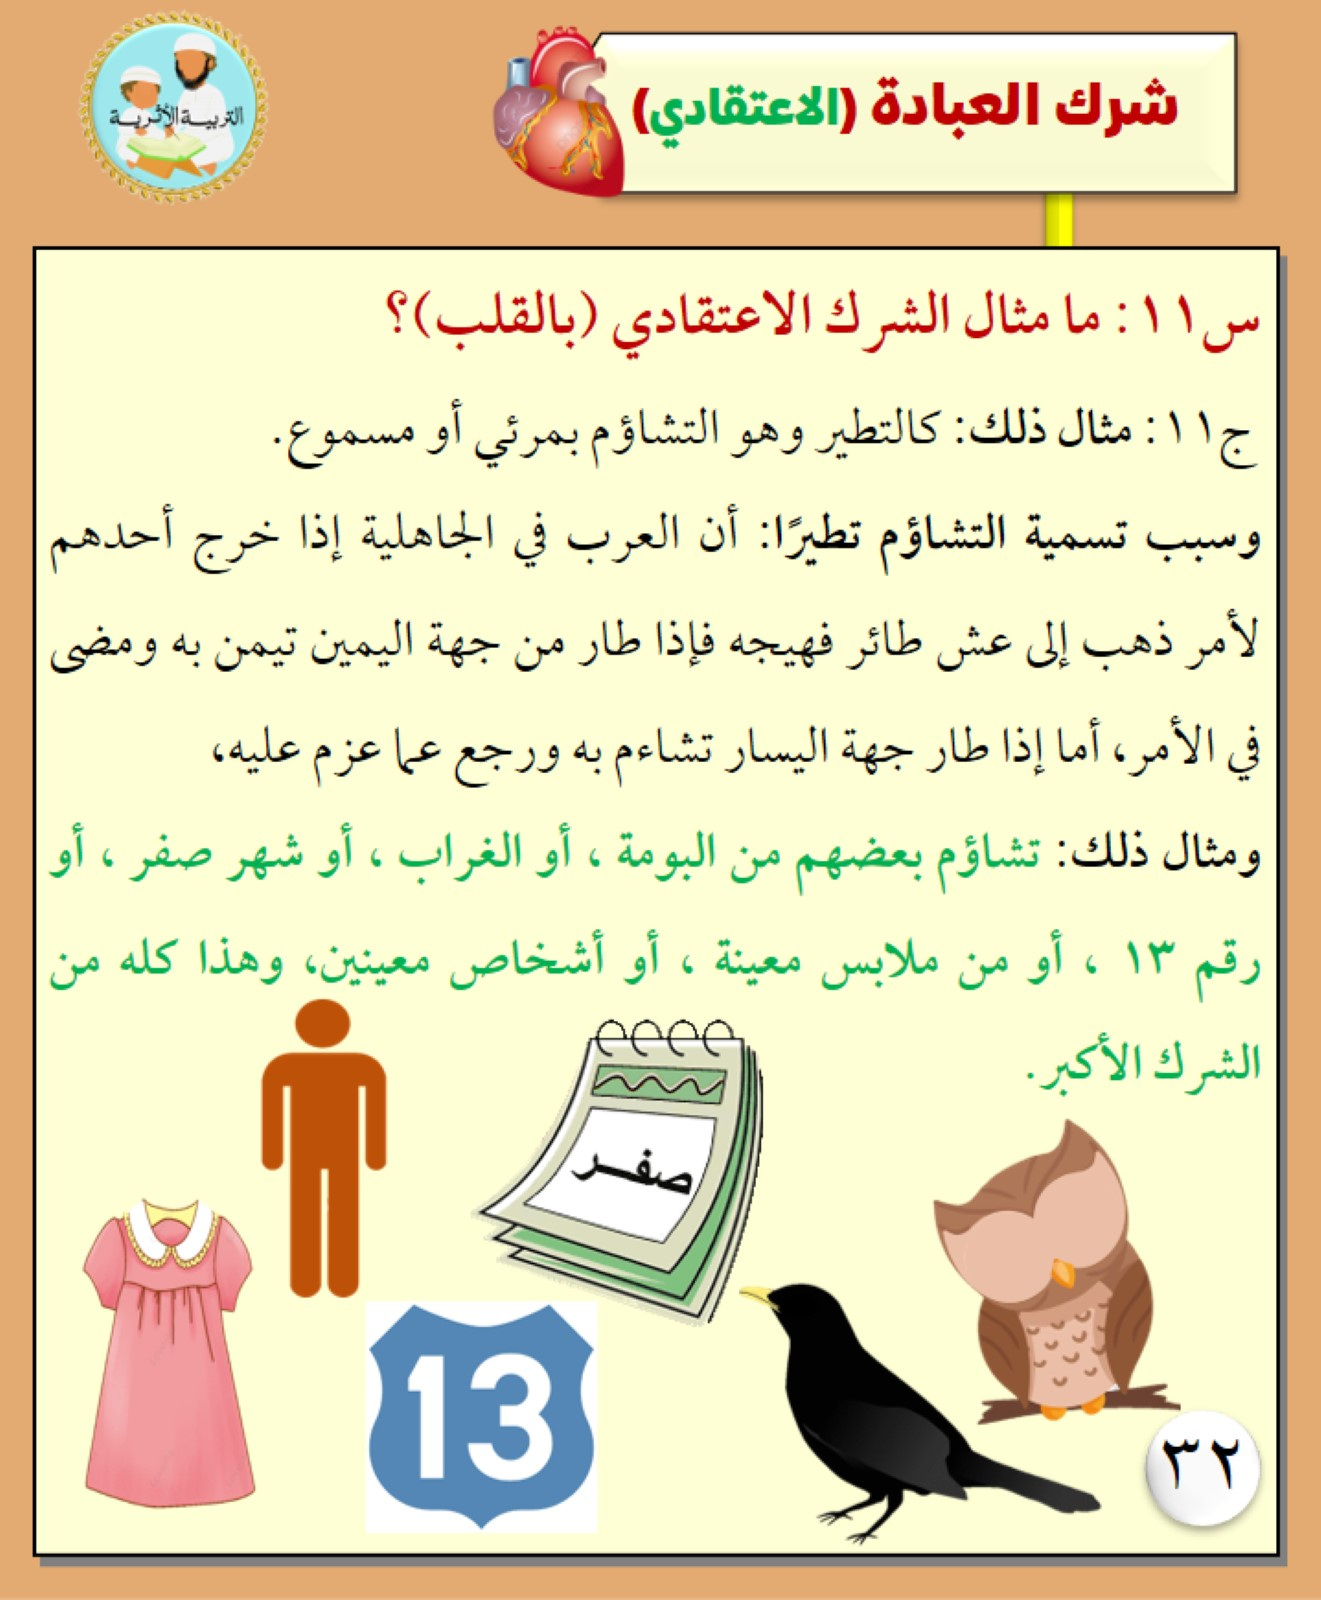 التربية الأثرية
شرك العبادة (الاعتقادي)
س١١: ما مثال الشرك الاعتقادي (بالقلب)؟
ج١١: مثال ذلك: كالتطير وهو التشاؤم بمرئي أو مسموع.
وسبب تسمية التشاؤم تطيرًا: أن العرب في الجاهلية إذا خرج أحدهم
لأمر ذهب إلى عش طائر فهيجه فإذا طار من جهة اليمين تيمن به ومضى
في الأمر، أما إذا طار جهة اليسار تشاءم به ورجع عما عزم عليه،
ومثال ذلك: تشاؤم بعضهم من البومة ، أو الغراب ، أو شهر صفر ، أو
رقم ١٣ ، أو من ملابس معينة ، أو أشخاص معينين، وهذا كله من
الشرك الأكبر.
صفر
13
٣٢